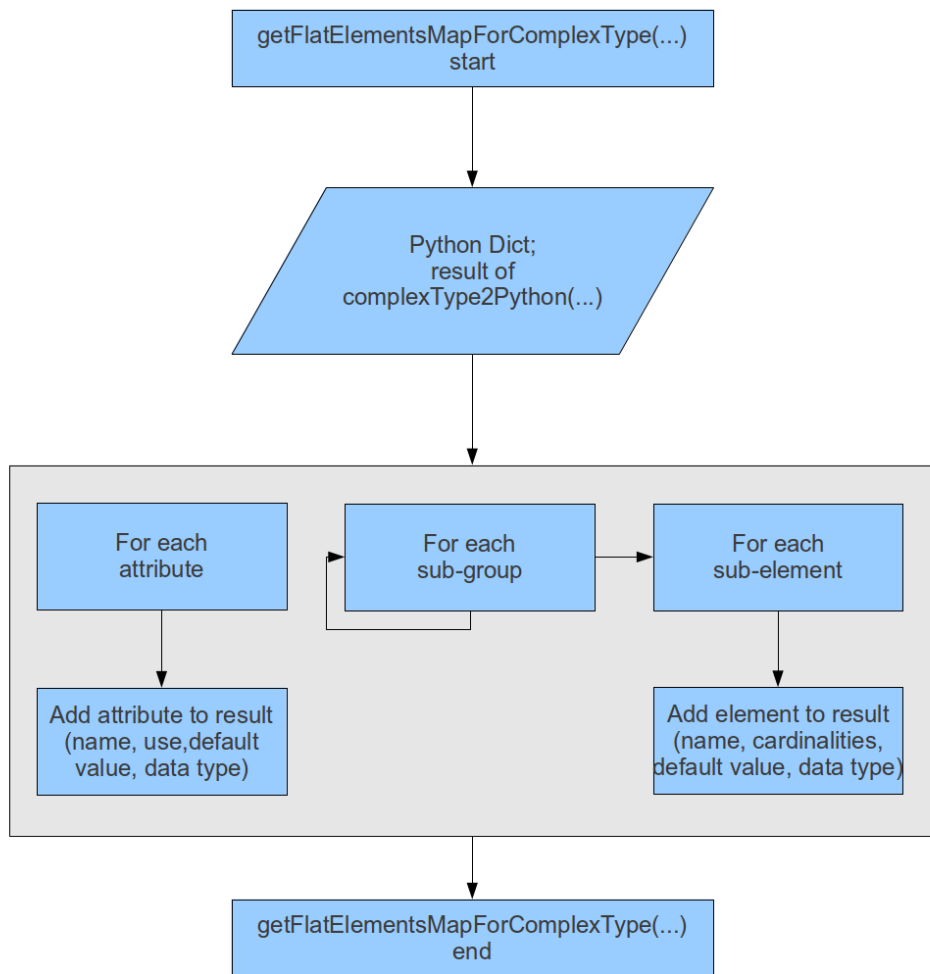 getFlatElementsMapForComplexType(...)
start
Python Dict;
result of
complexType2Python(...)
For each
attribute
For each
sub-group
For each
sub-element
Add attribute to result
(name, use,default
value, data type)
Add element to result
(name, cardinalities,
default value, data type)
getFlatElementsMapForComplexType(...)
end